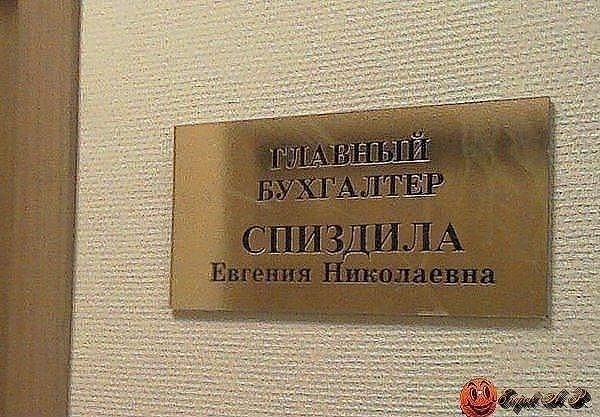 ГЛАВНЫЙ
БУХГАЛТЕР
СПИЗДИЛА
Евгения Николаевна